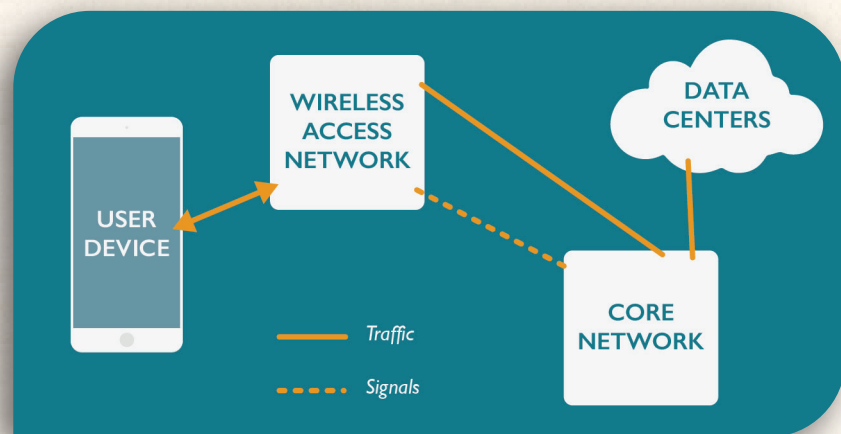 USER
DEVICE
WIRELESS
ACCESS
NETWORK
DATA
CENTERS
CORE
NETWORK
Traffic
Signals